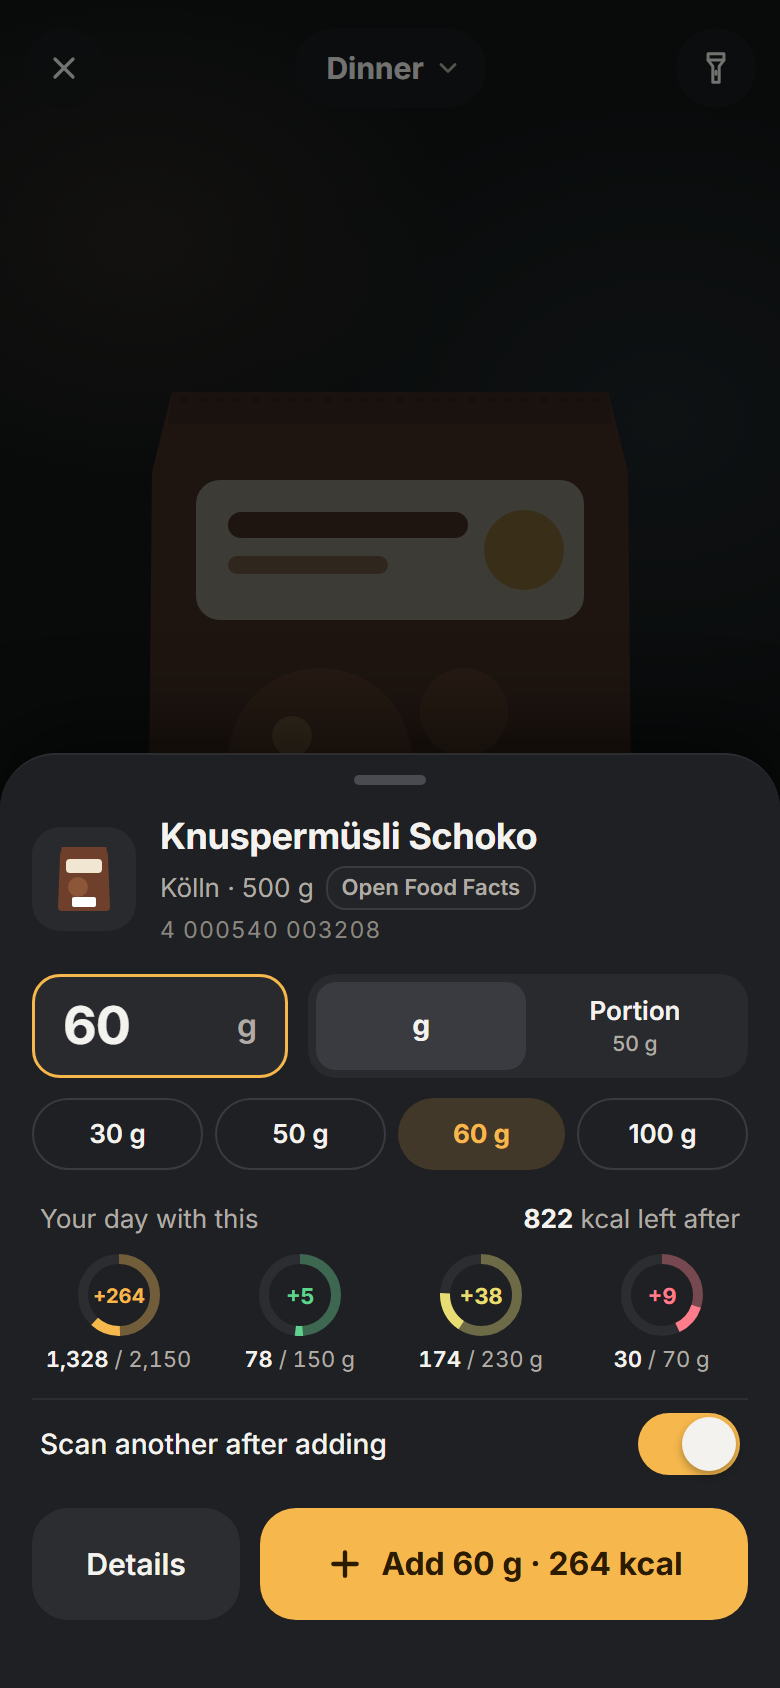 Dinner
Knuspermüsli Schoko
Kölln · 500 g Open Food Facts
4 000540 003208
60 g
g
Portion
50 g
30 g 50 g 60 g 100 g
Your day with this 822 kcal left after
+264 +5 +38 +9
1,328 / 2,150 78 / 150 g 174 / 230 g 30 / 70 g
Scan another after adding
Details + Add 60 g · 264 kcal